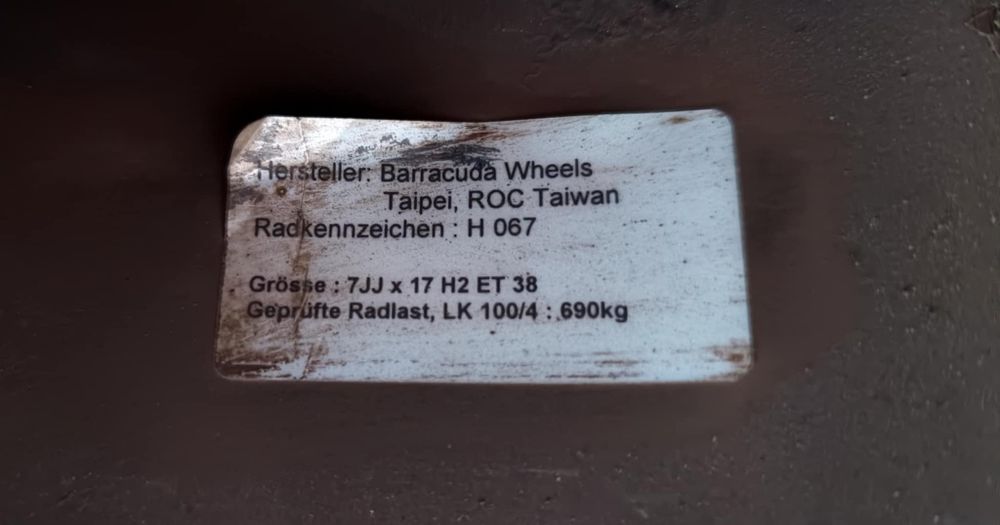 Hersteller: Barracuda Wheels
Taipei, ROC Taiwan
Radkennzeichen : H 067
Grösse : 7JJ x 17 H2 ET 38
Geprüfte Radlast, LK 100/4 : 690kg